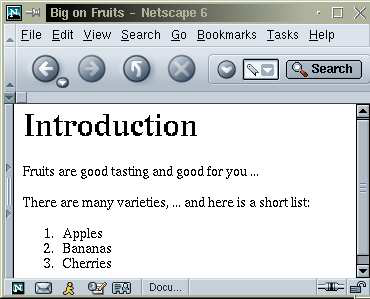 Big on Fruits - Netscape 6
File Edit View Search Go Bookmarks Tasks Help
Search
Introduction
Fruits are good tasting and good for you ...
There are many varieties, ... and here is a short list:
1. Apples
2. Bananas
3. Cherries
Docu...